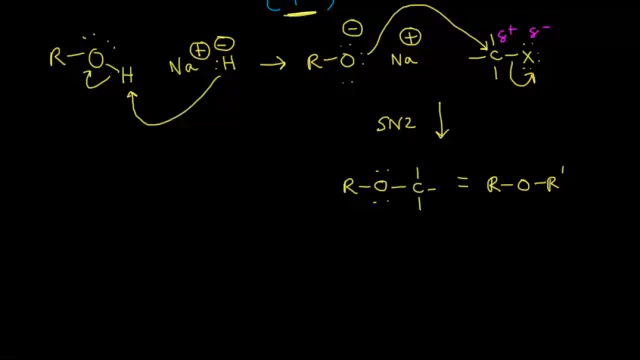 δ+ δ-
R-O-H Na⊕ ⊖:H → R-O:⊖ Na⊕ -C-X:
SN2
R-O-C- = R-O-R'